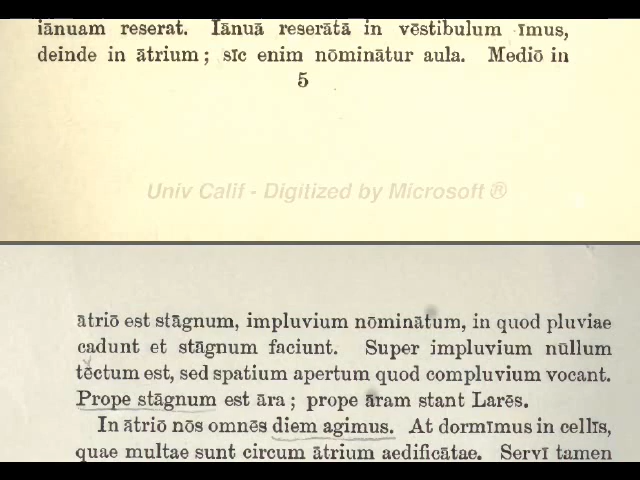 iānuam reserat. Iānuā reserātā in vēstibulum īmus,
deinde in ātrium; sīc enim nōminātur aula. Mediō in
5
Univ Calif - Digitized by Microsoft ®
ātriō est stāgnum, impluvium nōminātum, in quod pluviae
cadunt et stāgnum faciunt. Super impluvium nūllum
tēctum est, sed spatium apertum quod compluvium vocant.
Prope stāgnum est āra; prope āram stant Larēs.
In ātriō nōs omnēs diem agimus. At dormīmus in cellīs,
quae multae sunt circum ātrium aedificātae. Servī tamen